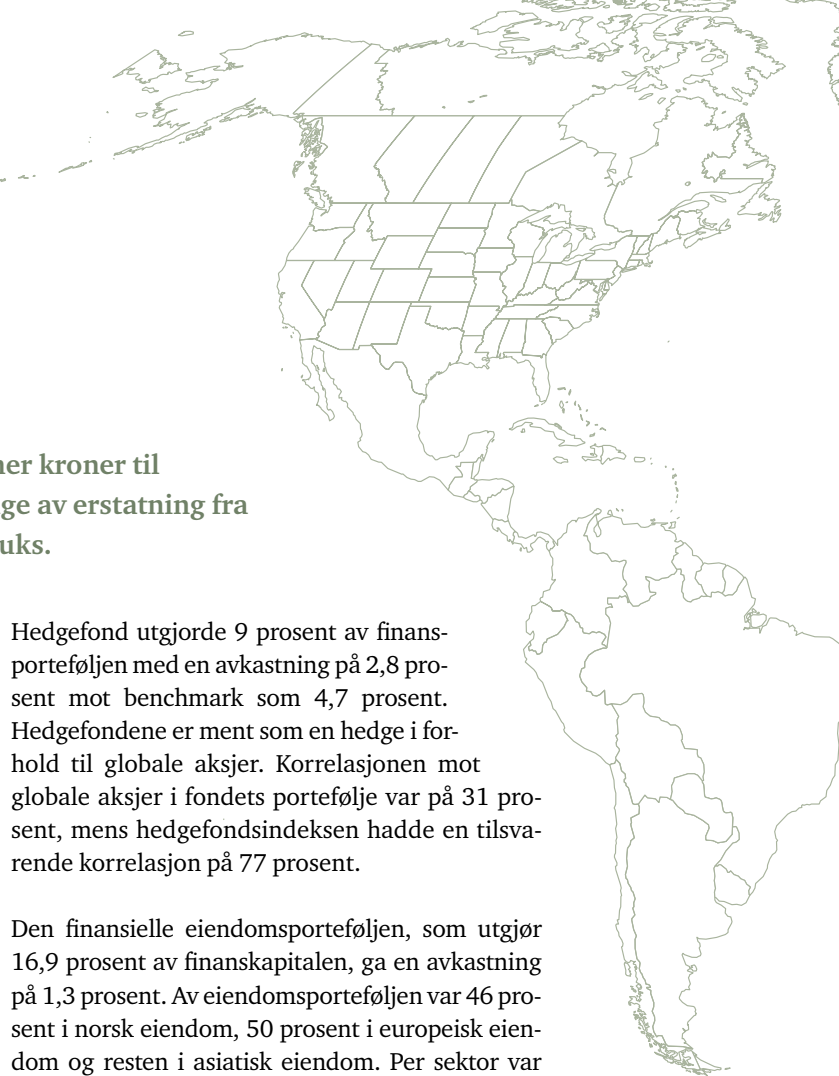 ner kroner til
ge av erstatning fra
uks.
Hedgefond utgjorde 9 prosent av finans-
porteføljen med en avkastning på 2,8 pro-
sent mot benchmark som 4,7 prosent.
Hedgefondene er ment som en hedge i for-
hold til globale aksjer. Korrelasjonen mot
globale aksjer i fondets portefølje var på 31 pro-
sent, mens hedgefondsindeksen hadde en tilsva-
rende korrelasjon på 77 prosent.
Den finansielle eiendomsporteføljen, som utgjør
16,9 prosent av finanskapitalen, ga en avkastning
på 1,3 prosent. Av eiendomsporteføljen var 46 pro-
sent i norsk eiendom, 50 prosent i europeisk eien-
dom og resten i asiatisk eiendom. Per sektor var